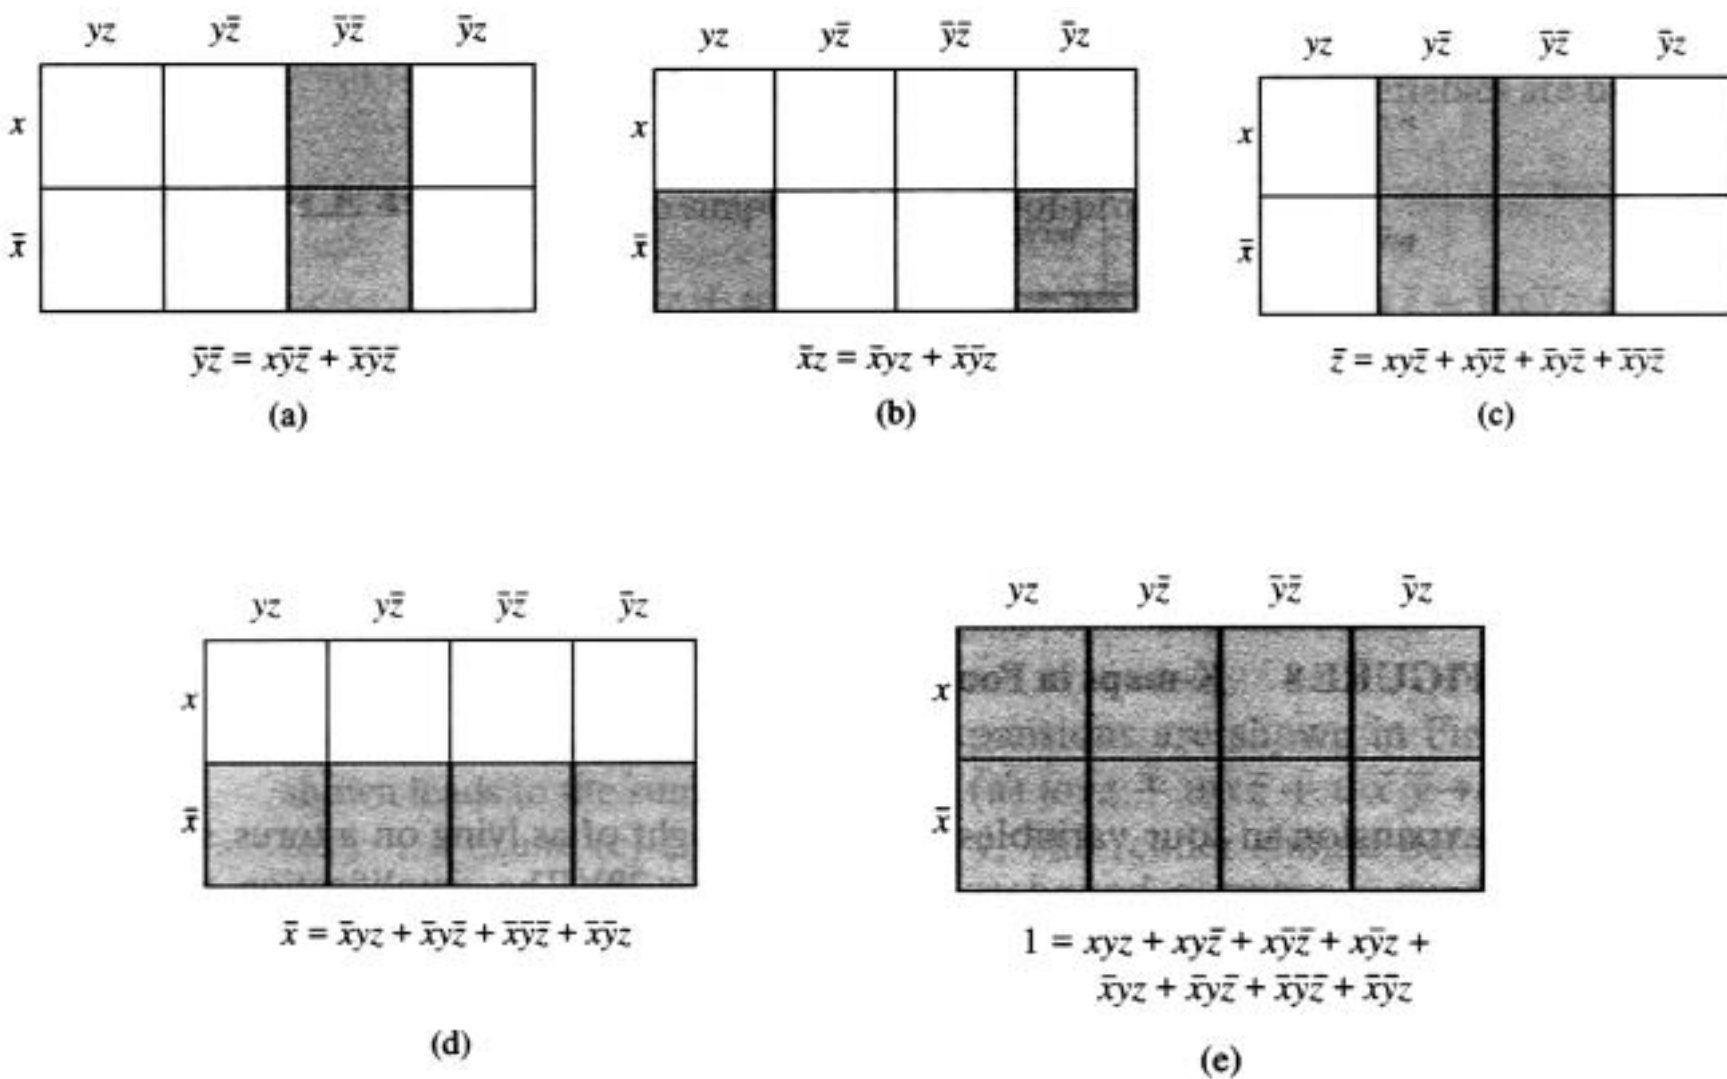 yz yz̄ ȳz̄ ȳz
x
x̄
ȳz̄ = xȳz̄ + x̄ȳz̄
(a)
yz yz̄ ȳz̄ ȳz
x
x̄
x̄z = x̄yz + x̄ȳz
(b)
yz yz̄ ȳz̄ ȳz
x
x̄
z̄ = xyz̄ + xȳz̄ + x̄yz̄ + x̄ȳz̄
(c)
yz yz̄ ȳz̄ ȳz
x
x̄
x̄ = x̄yz + x̄yz̄ + x̄ȳz̄ + x̄ȳz
(d)
yz yz̄ ȳz̄ ȳz
x
x̄
1 = xyz + xyz̄ + xȳz̄ + xȳz +
x̄yz + x̄yz̄ + x̄ȳz̄ + x̄ȳz
(e)